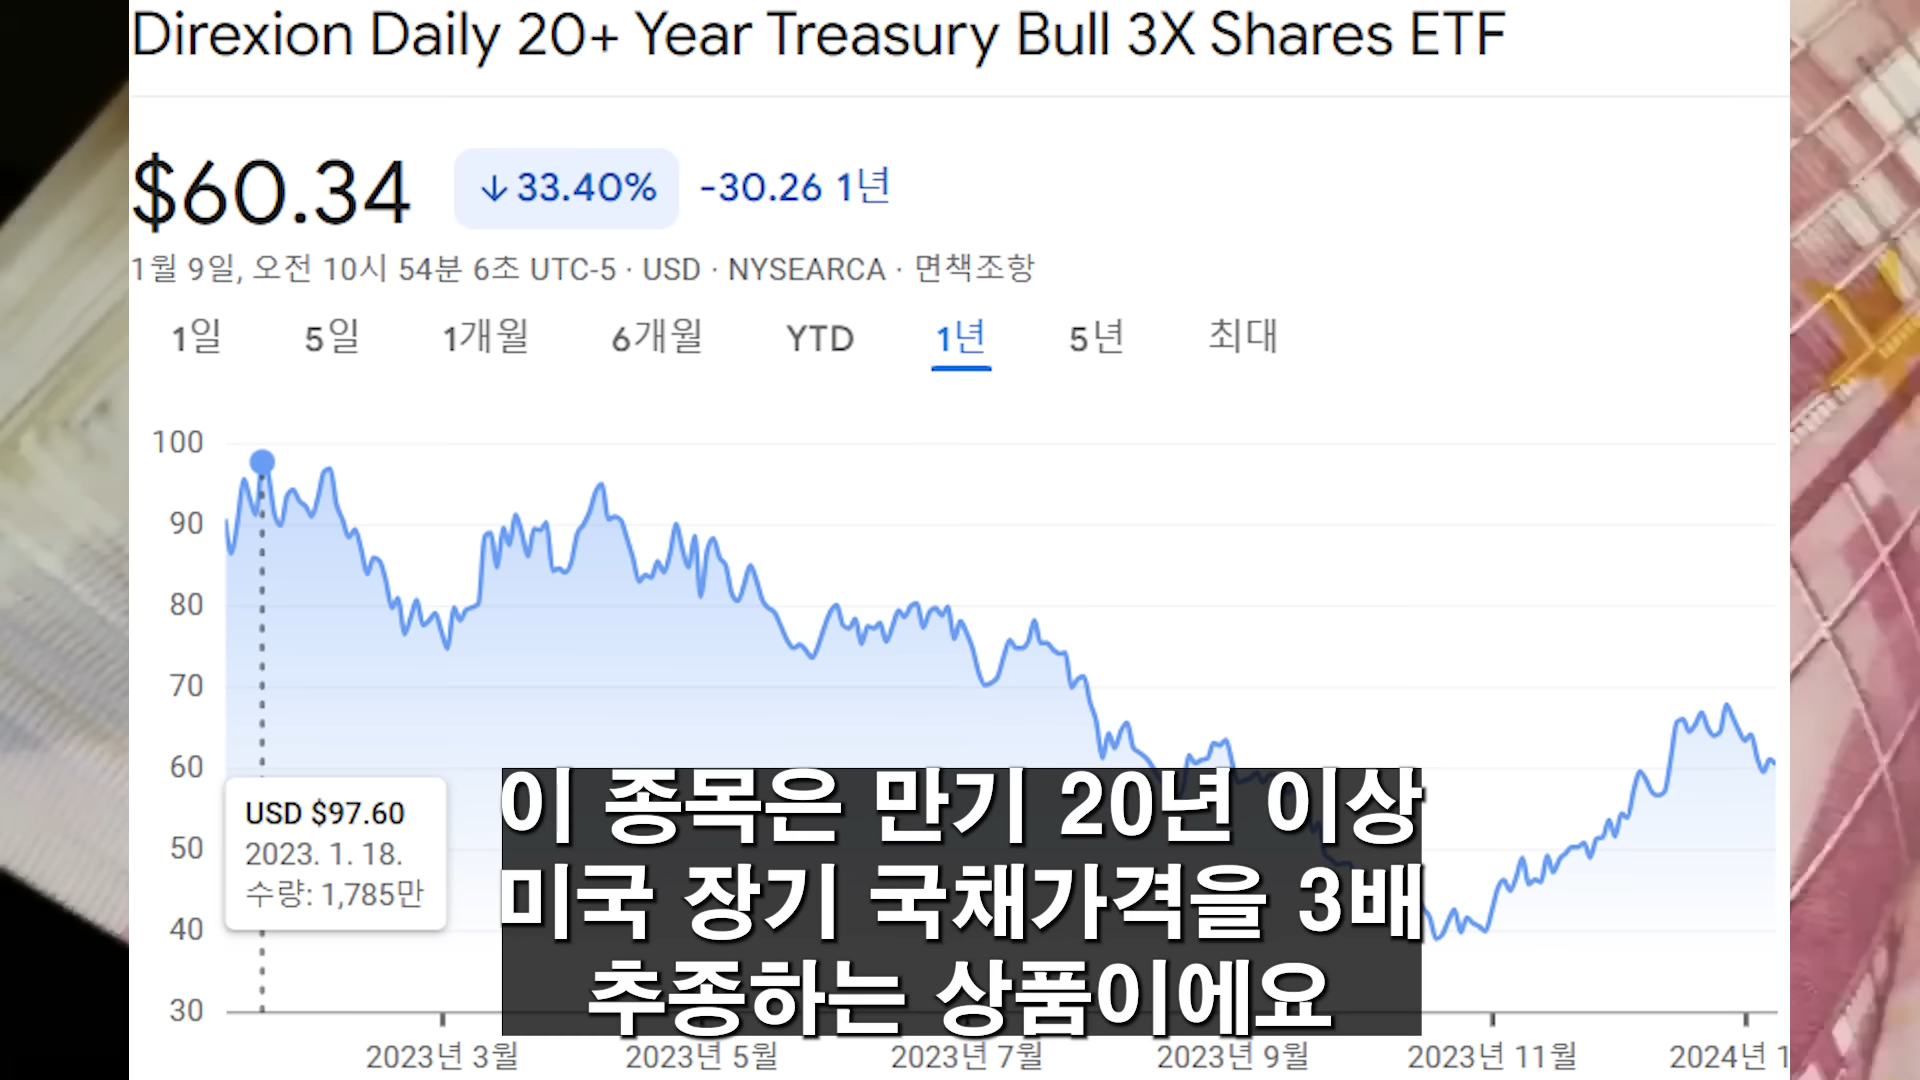 Direxion Daily 20+ Year Treasury Bull 3X Shares ETF
$60.34 ↓33.40% -30.26 1년
1월 9일, 오전 10시 54분 6초 UTC-5 · USD · NYSEARCA · 면책조항
1일 5일 1개월 6개월 YTD 1년 5년 최대
100
90
80
70
60
50
40
30
USD $97.60
2023. 1. 18.
수량: 1,785만
이 종목은 만기 20년 이상
미국 장기 국채가격을 3배
추종하는 상품이에요
2023년 3월 2023년 5월 2023년 7월 2023년 9월 2023년 11월 2024년 1